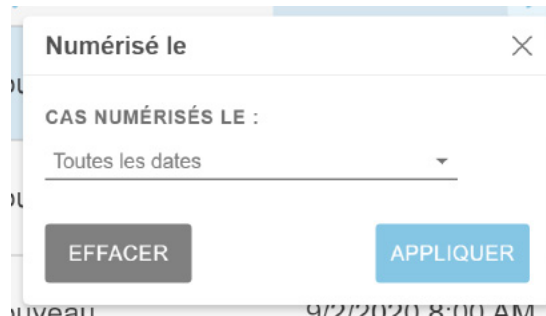 Numérisé le
CAS NUMÉRISÉS LE :
Toutes les dates
EFFACER
APPLIQUER
9/2/2020 8:00 AM